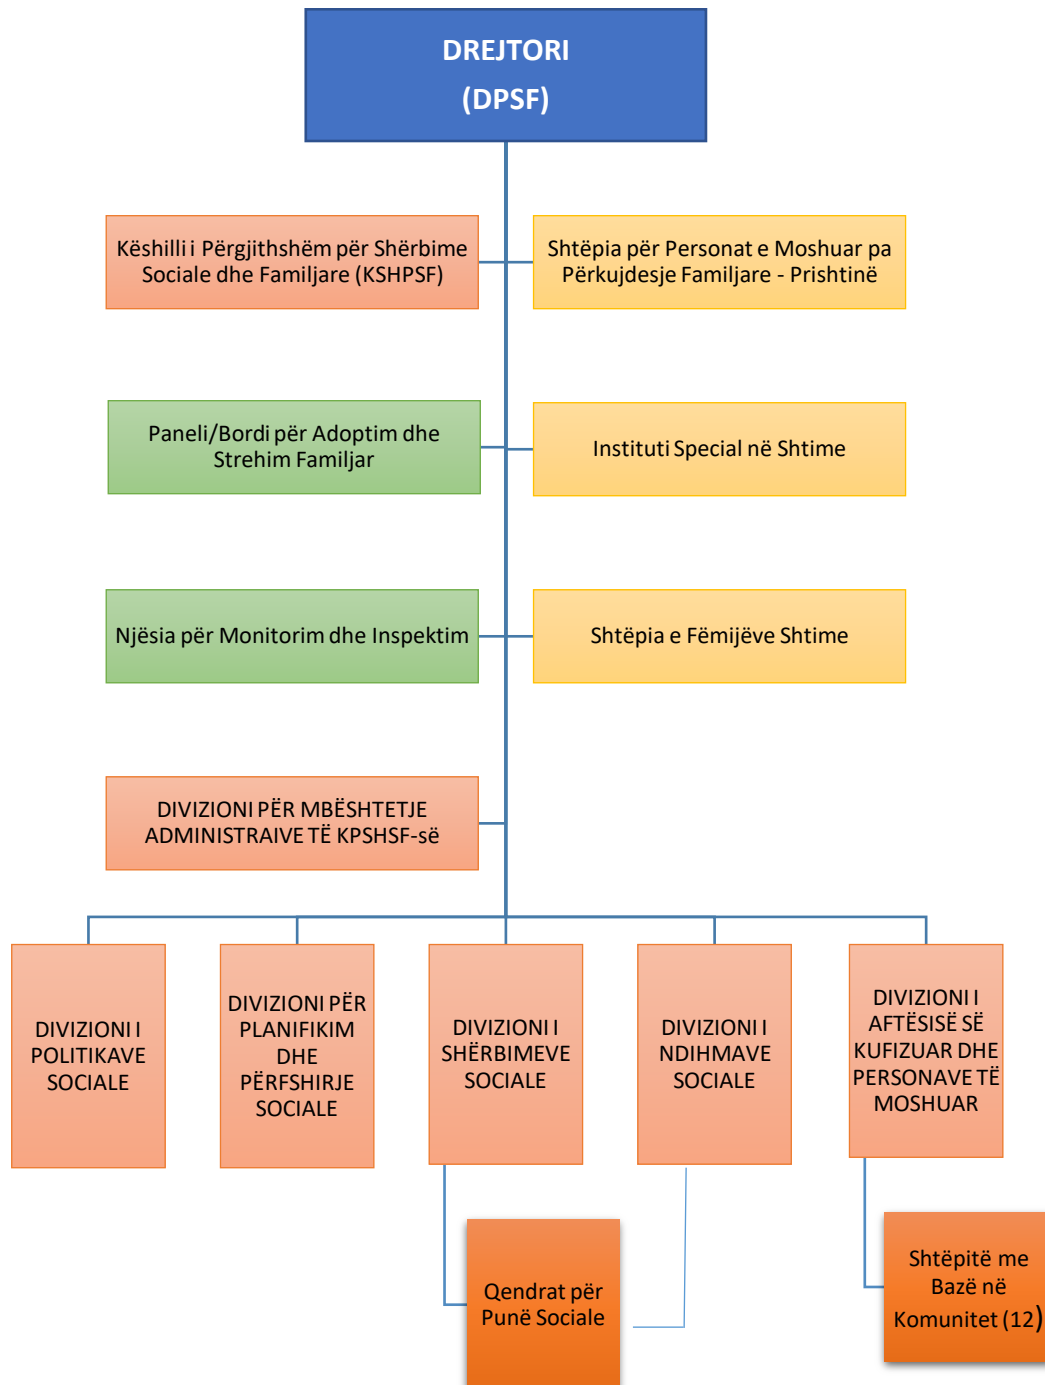 DREJTORI
(DPSF)
Këshilli i Përgjithshëm për Shërbime
Sociale dhe Familjare (KSHPSF)
Shtëpia për Personat e Moshuar pa
Përkujdesje Familjare - Prishtinë
Paneli/Bordi për Adoptim dhe
Strehim Familjar
Instituti Special në Shtime
Njësia për Monitorim dhe Inspektim
Shtëpia e Fëmijëve Shtime
DIVIZIONI PËR MBËSHTETJE
ADMINISTRAIVE TË KPSHSF-së
DIVIZIONI I
POLITIKAVE
SOCIALE
DIVIZIONI PËR
PLANIFIKIM
DHE
PËRFSHIRJE
SOCIALE
DIVIZIONI I
SHËRBIMEVE
SOCIALE
DIVIZIONI I
NDIHMAVE
SOCIALE
DIVIZIONI I
AFTËSISË SË
KUFIZUAR DHE
PERSONAVE TË
MOSHUAR
Qendrat për
Punë Sociale
Shtëpitë me
Bazë në
Komunitet (12)